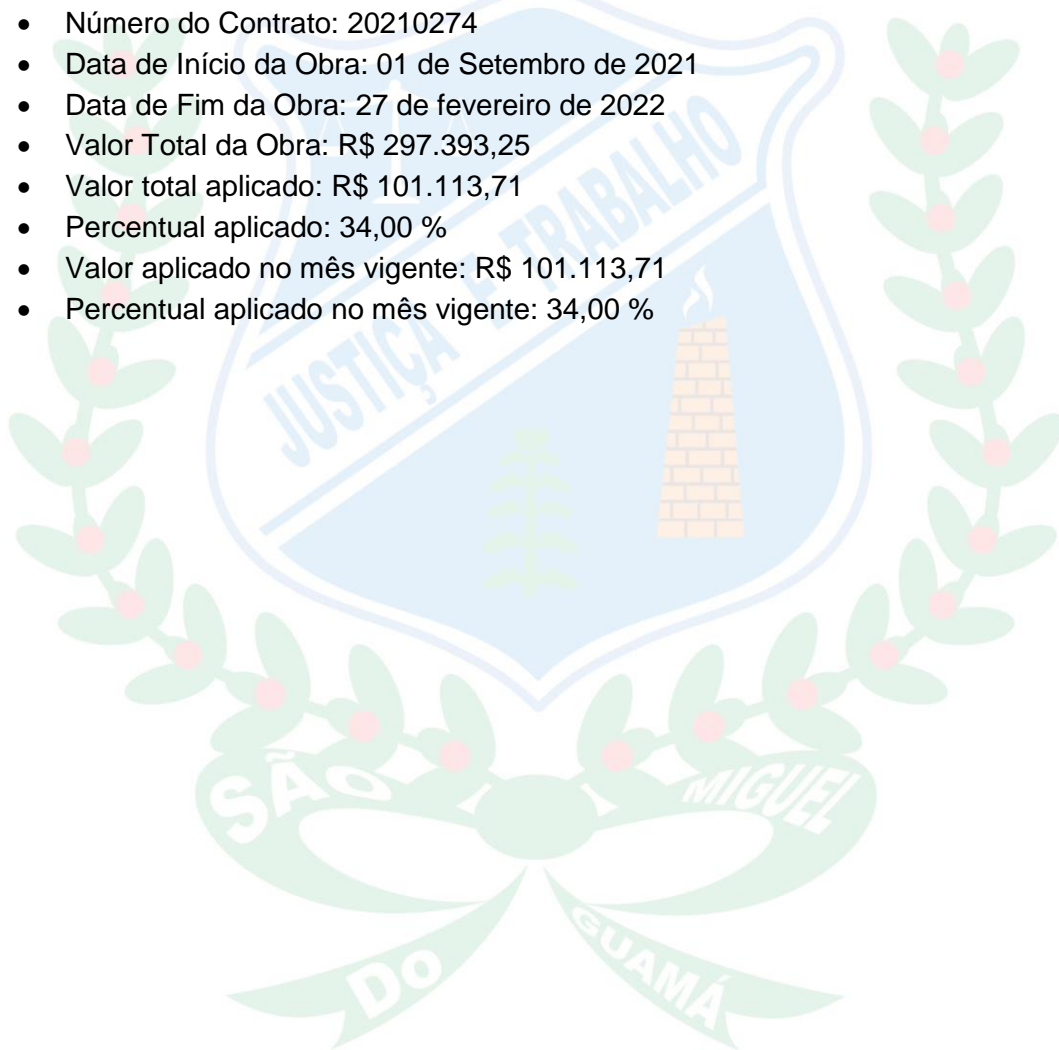 • Número do Contrato: 20210274
• Data de Início da Obra: 01 de Setembro de 2021
• Data de Fim da Obra: 27 de fevereiro de 2022
• Valor Total da Obra: R$ 297.393,25
• Valor total aplicado: R$ 101.113,71
• Percentual aplicado: 34,00 %
• Valor aplicado no mês vigente: R$ 101.113,71
• Percentual aplicado no mês vigente: 34,00 %
JUSTIÇA E TRABALHO
SÃO MIGUEL
DO GUAMÁ